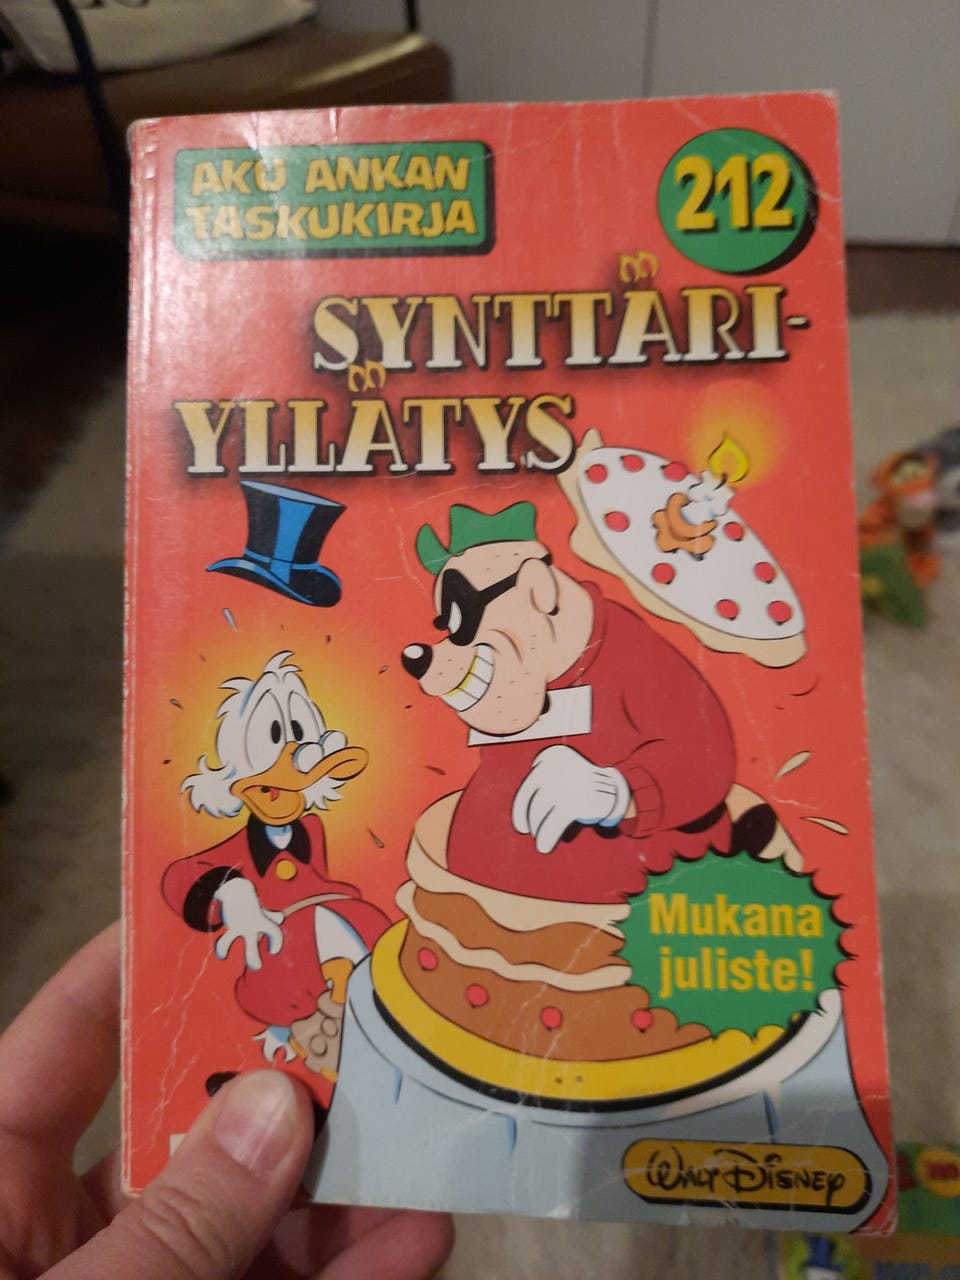 AKU ANKAN
TASKUKIRJA
212
SYNTTÄRI-
YLLÄTYS
Mukana
juliste!
WALT DISNEY